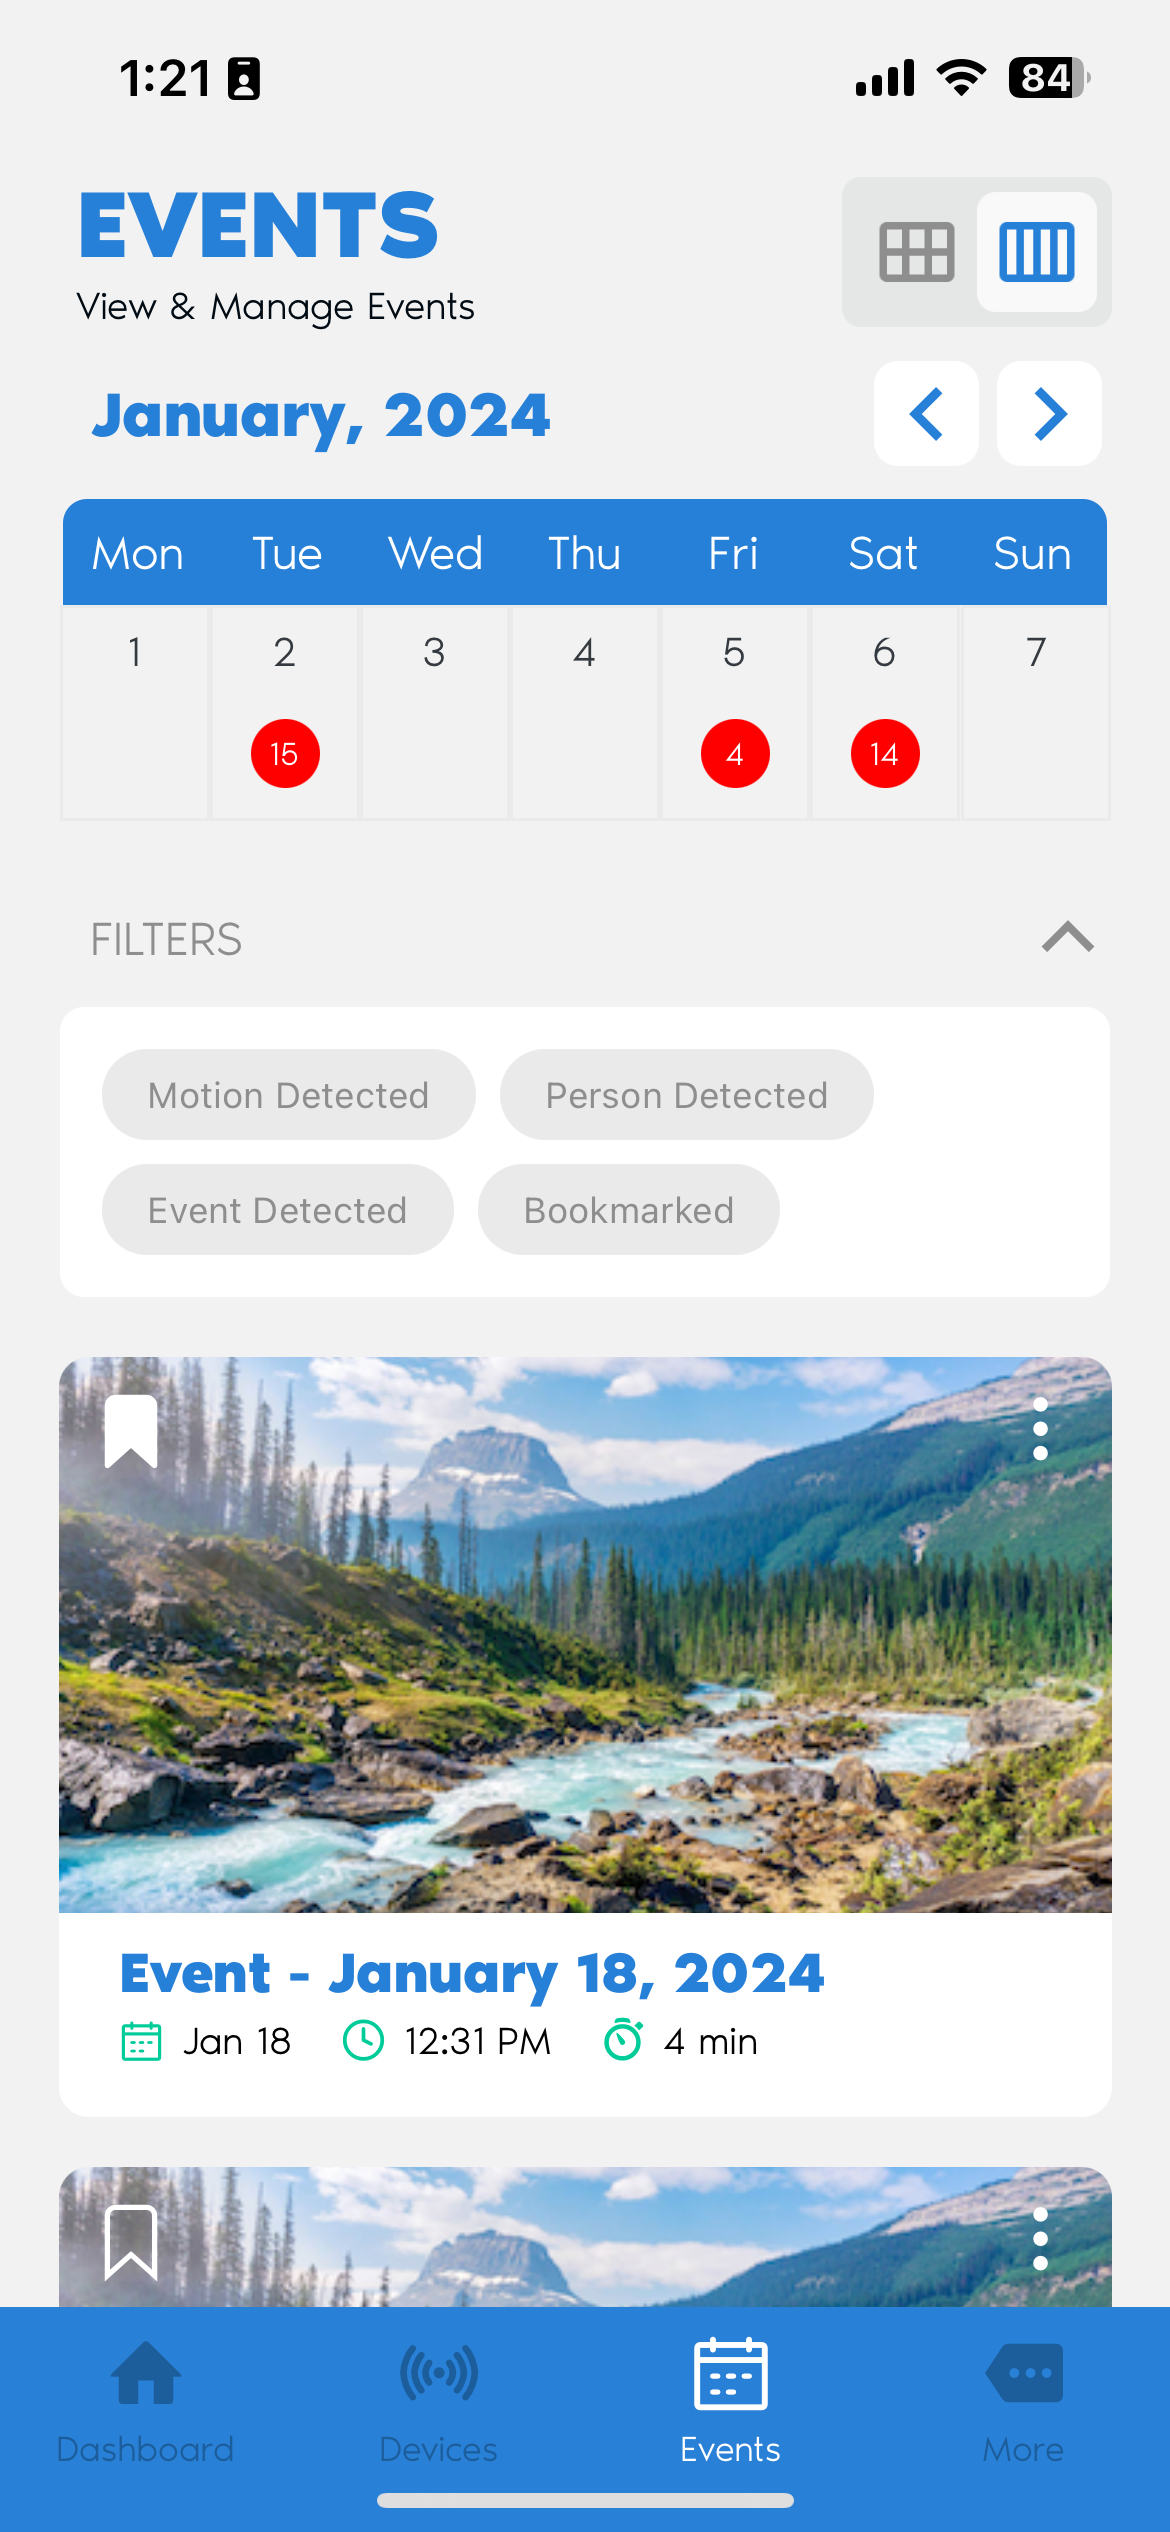 1:21
84
EVENTS
View & Manage Events
January, 2024
Mon Tue Wed Thu Fri Sat Sun
1 2 3 4 5 6 7
15 4 14
FILTERS
Motion Detected Person Detected
Event Detected Bookmarked
Event - January 18, 2024
Jan 18 12:31 PM 4 min
Dashboard Devices Events More